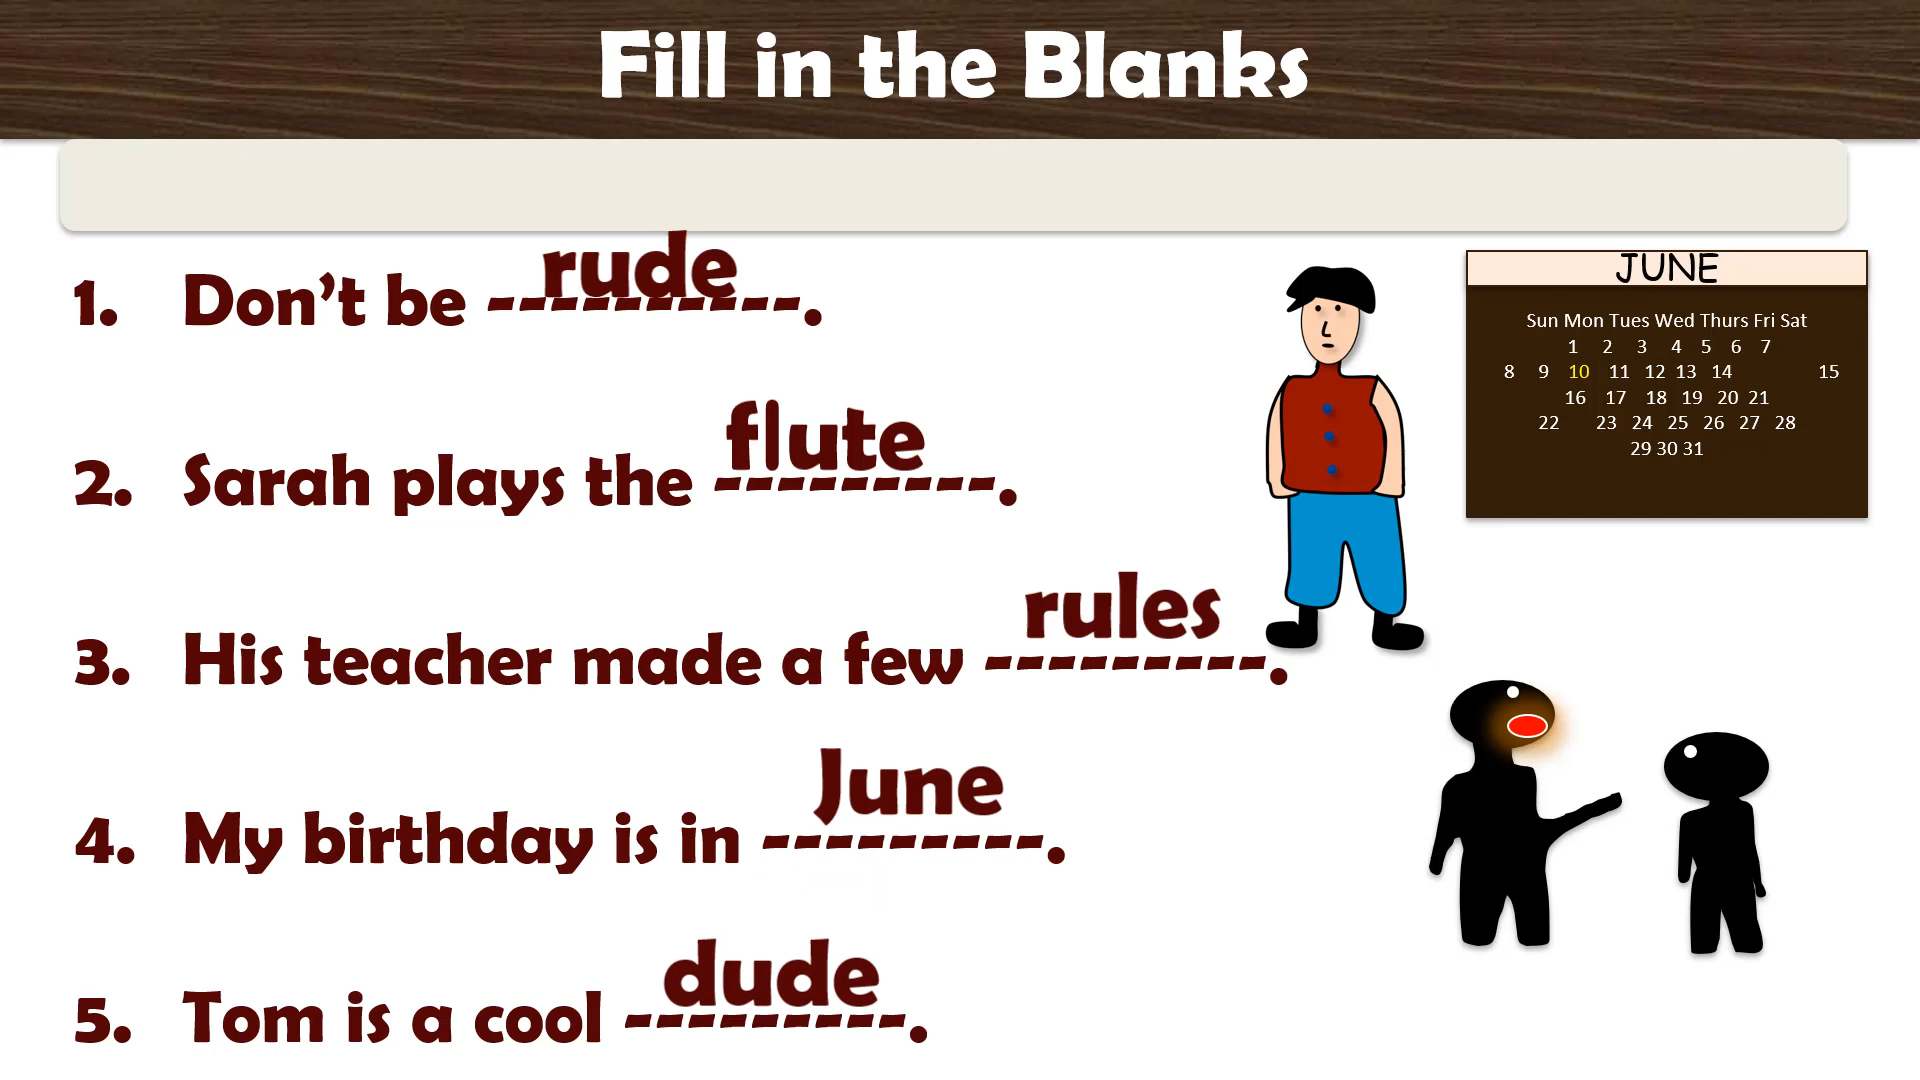 Fill in the Blanks
1. Don't be rude ----------.
2. Sarah plays the flute ---------.
3. His teacher made a few rules ---------.
4. My birthday is in June ---------.
5. Tom is a cool dude ---------.
JUNE
Sun Mon Tues Wed Thurs Fri Sat
1 2 3 4 5 6 7
8 9 10 11 12 13 14 15
16 17 18 19 20 21
22 23 24 25 26 27 28
29 30 31